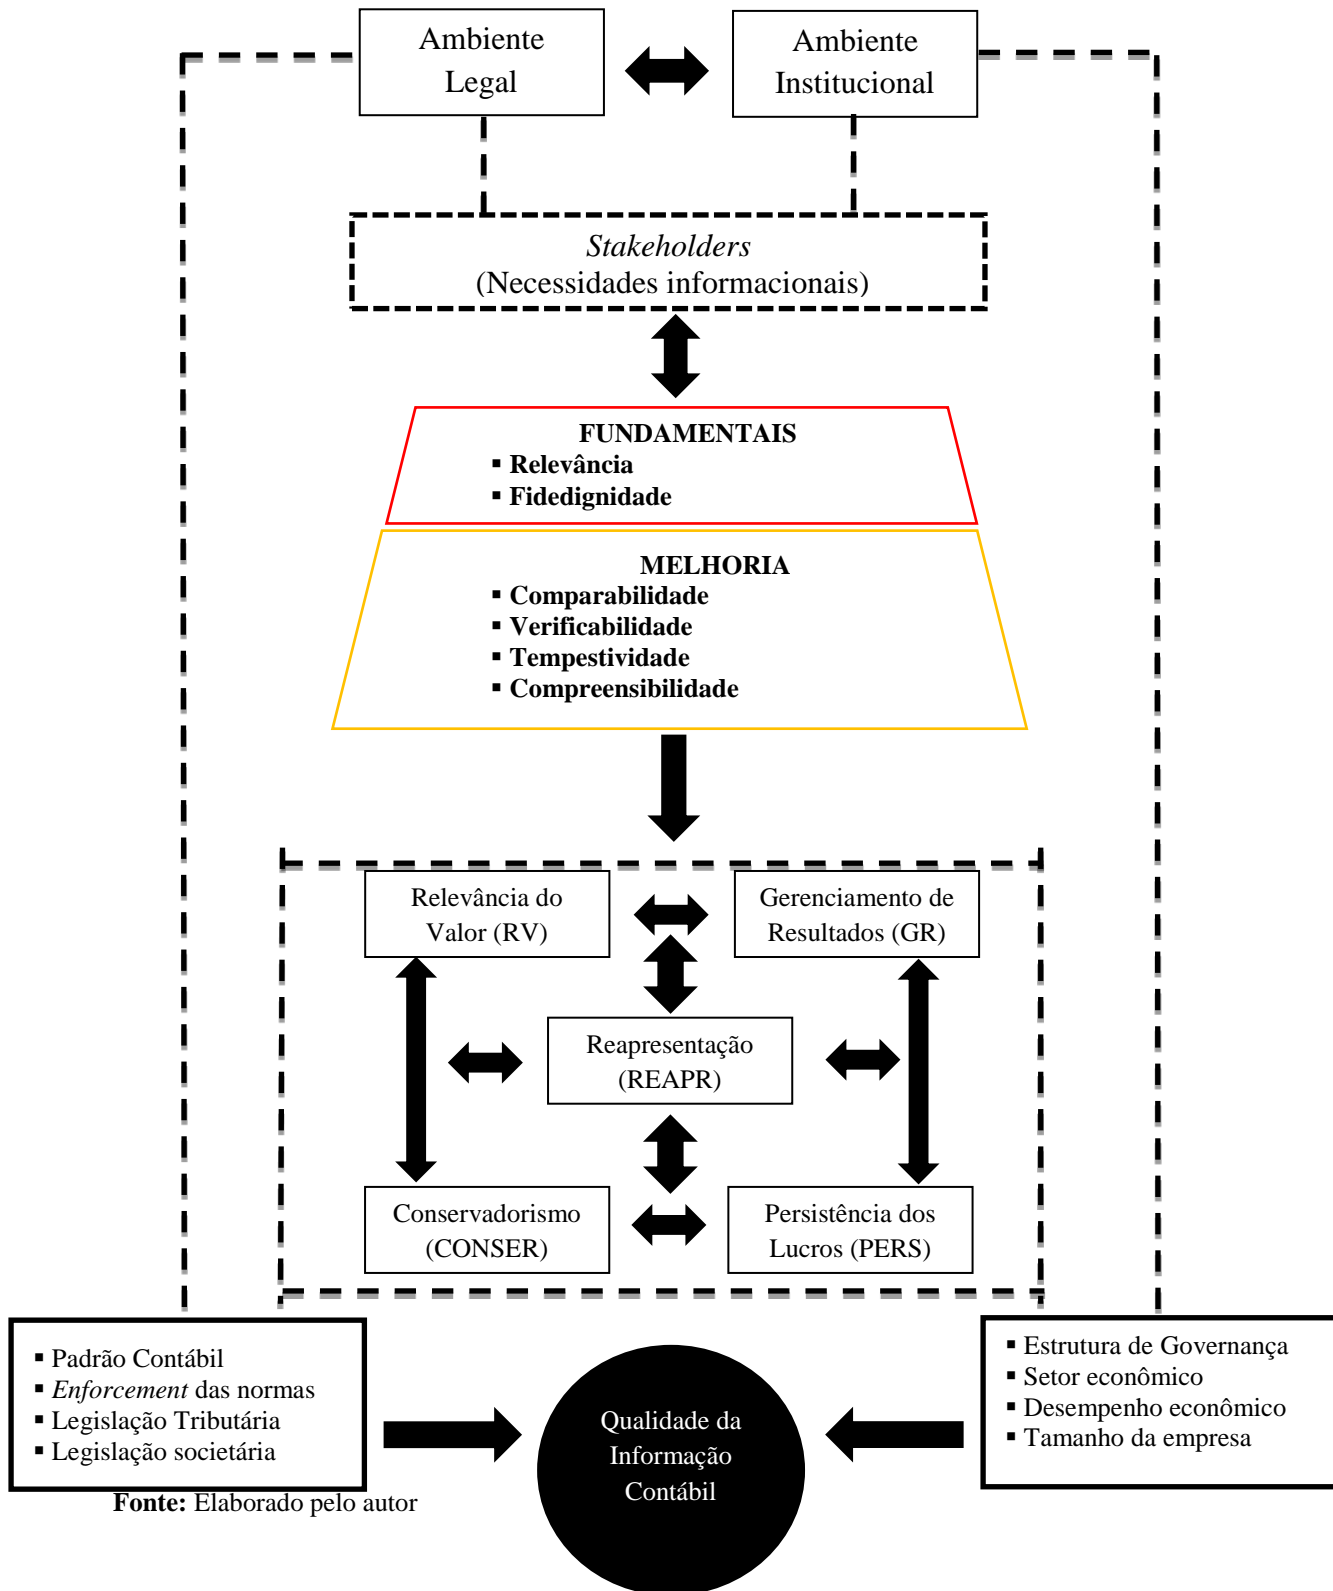 Ambiente
Legal
Ambiente
Institucional
Stakeholders
(Necessidades informacionais)
FUNDAMENTAIS
▪ Relevância
▪ Fidedignidade
MELHORIA
▪ Comparabilidade
▪ Verificabilidade
▪ Tempestividade
▪ Compreensibilidade
Relevância do
Valor (RV)
Gerenciamento de
Resultados (GR)
Reapresentação
(REAPR)
Conservadorismo
(CONSER)
Persistência dos
Lucros (PERS)
▪ Padrão Contábil
▪ Enforcement das normas
▪ Legislação Tributária
▪ Legislação societária
Qualidade da
Informação
Contábil
▪ Estrutura de Governança
▪ Setor econômico
▪ Desempenho econômico
▪ Tamanho da empresa
Fonte: Elaborado pelo autor